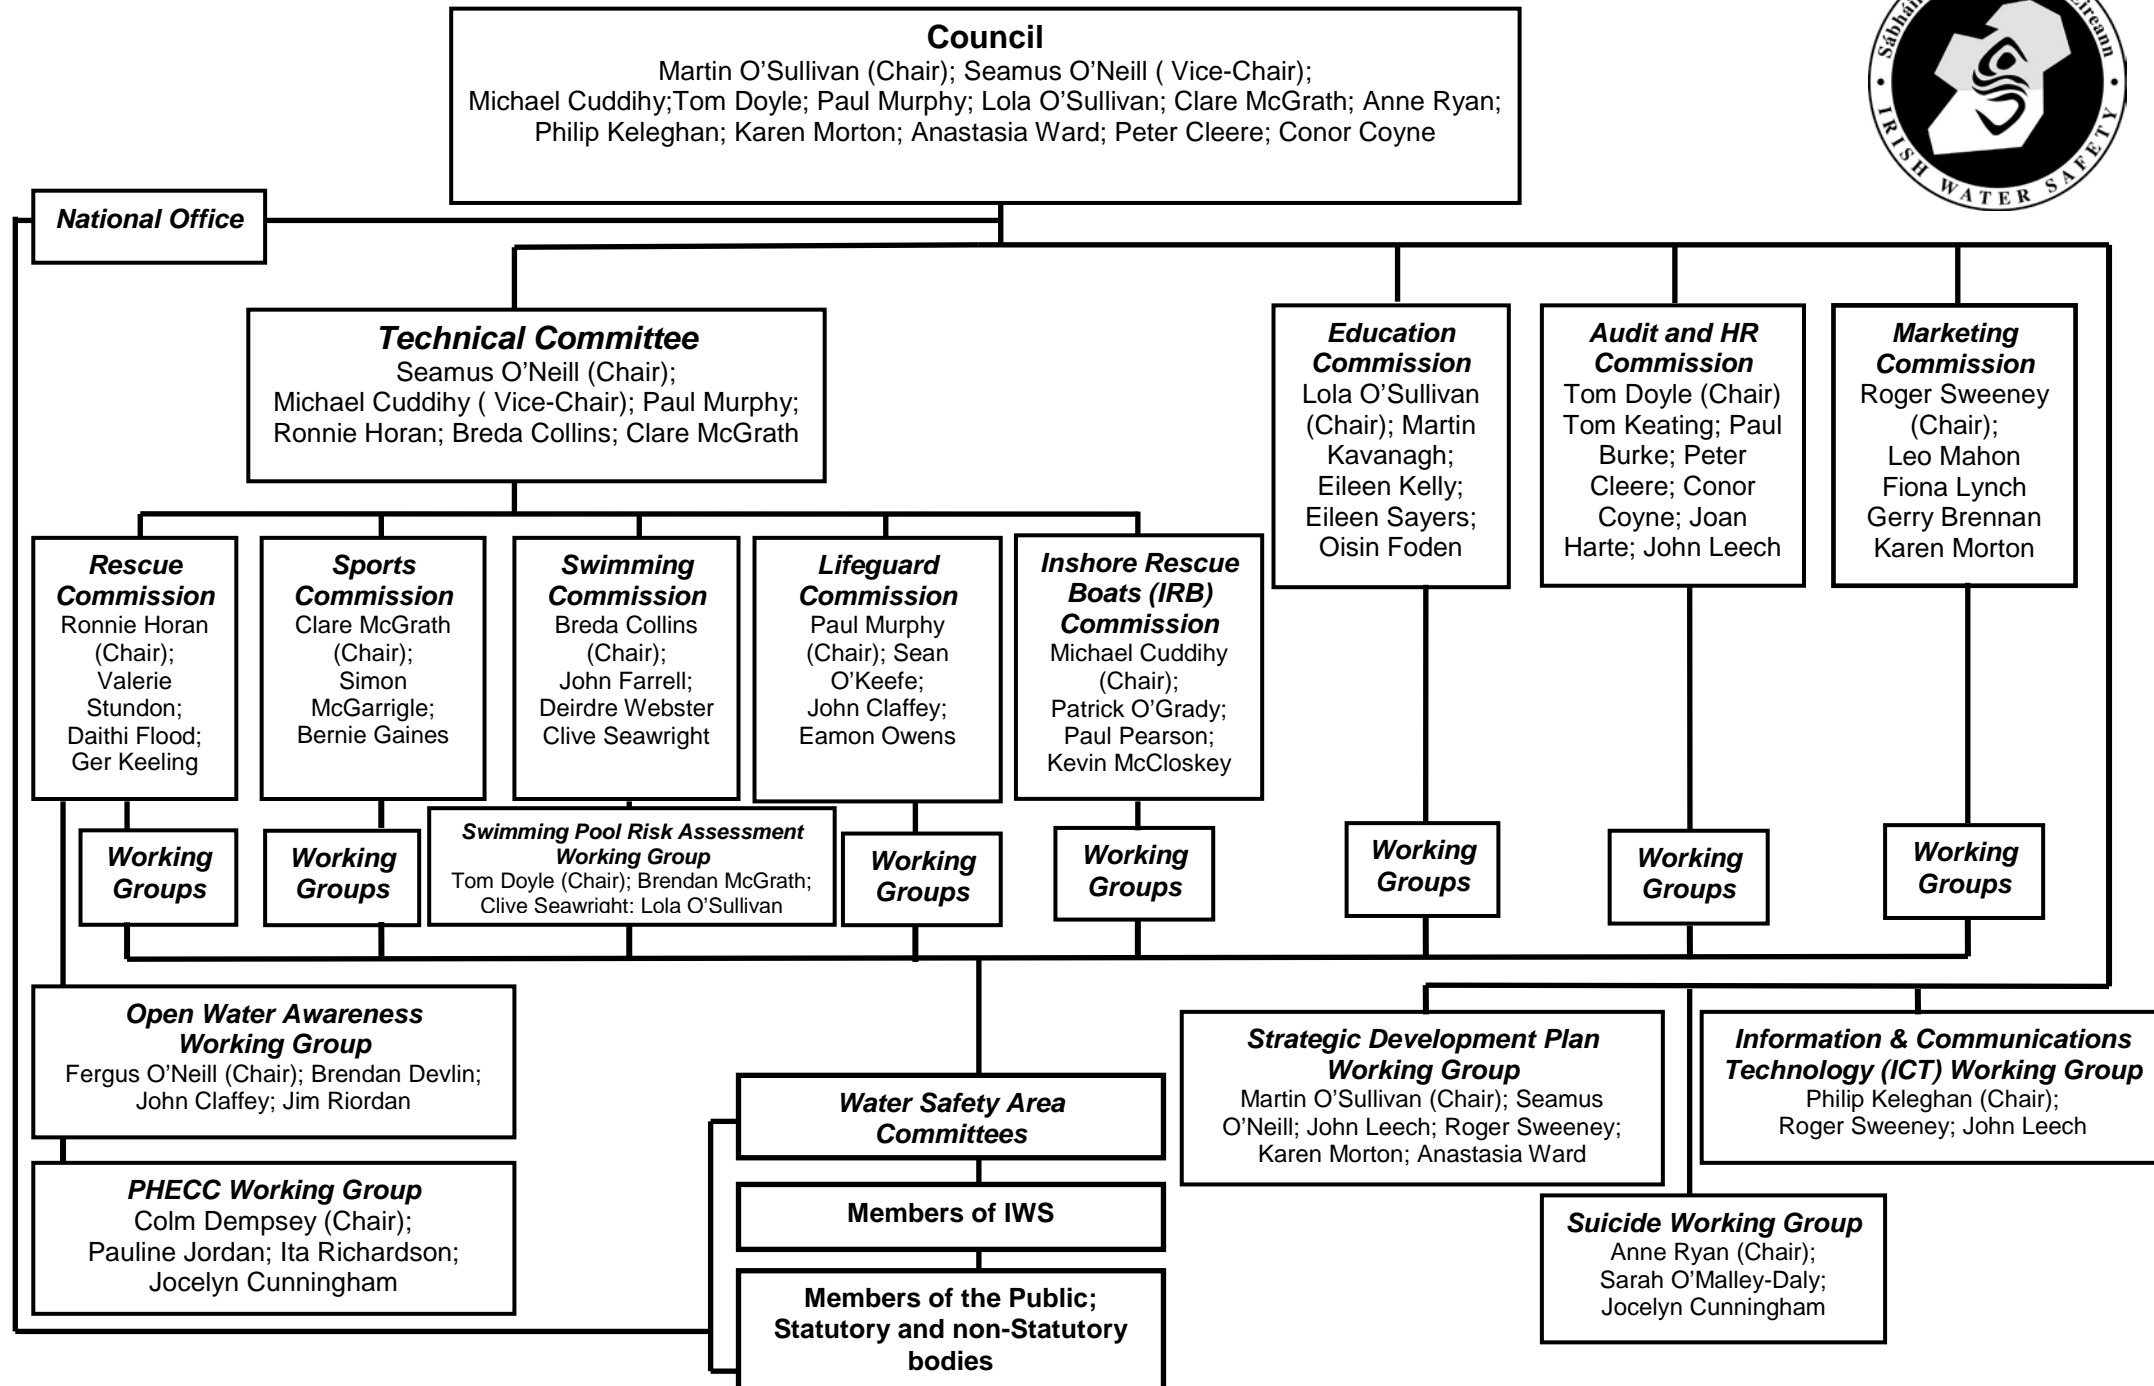 Council
Martin O'Sullivan (Chair); Seamus O'Neill ( Vice-Chair);
Michael Cuddihy;Tom Doyle; Paul Murphy; Lola O'Sullivan; Clare McGrath; Anne Ryan;
Philip Keleghan; Karen Morton; Anastasia Ward; Peter Cleere; Conor Coyne
IRISH WATER SAFETY
National Office
Technical Committee
Seamus O'Neill (Chair);
Michael Cuddihy ( Vice-Chair); Paul Murphy;
Ronnie Horan; Breda Collins; Clare McGrath
Education
Commission
Lola O'Sullivan
(Chair); Martin
Kavanagh;
Eileen Kelly;
Eileen Sayers;
Oisin Foden
Audit and HR
Commission
Tom Doyle (Chair)
Tom Keating; Paul
Burke; Peter
Cleere; Conor
Coyne; Joan
Harte; John Leech
Marketing
Commission
Roger Sweeney
(Chair);
Leo Mahon
Fiona Lynch
Gerry Brennan
Karen Morton
Rescue
Commission
Ronnie Horan
(Chair);
Valerie
Stundon;
Daithi Flood;
Ger Keeling
Sports
Commission
Clare McGrath
(Chair);
Simon
McGarrigle;
Bernie Gaines
Swimming
Commission
Breda Collins
(Chair);
John Farrell;
Deirdre Webster
Clive Seawright
Lifeguard
Commission
Paul Murphy
(Chair); Sean
O'Keefe;
John Claffey;
Eamon Owens
Inshore Rescue
Boats (IRB)
Commission
Michael Cuddihy
(Chair);
Patrick O'Grady;
Paul Pearson;
Kevin McCloskey
Working
Groups
Working
Groups
Swimming Pool Risk Assessment
Working Group
Tom Doyle (Chair); Brendan McGrath;
Clive Seawright; Lola O'Sullivan
Working
Groups
Working
Groups
Working
Groups
Working
Groups
Working
Groups
Open Water Awareness
Working Group
Fergus O'Neill (Chair); Brendan Devlin;
John Claffey; Jim Riordan
PHECC Working Group
Colm Dempsey (Chair);
Pauline Jordan; Ita Richardson;
Jocelyn Cunningham
Water Safety Area
Committees
Members of IWS
Members of the Public;
Statutory and non-Statutory
bodies
Strategic Development Plan
Working Group
Martin O'Sullivan (Chair); Seamus
O'Neill; John Leech; Roger Sweeney;
Karen Morton; Anastasia Ward
Information & Communications
Technology (ICT) Working Group
Philip Keleghan (Chair);
Roger Sweeney; John Leech
Suicide Working Group
Anne Ryan (Chair);
Sarah O'Malley-Daly;
Jocelyn Cunningham